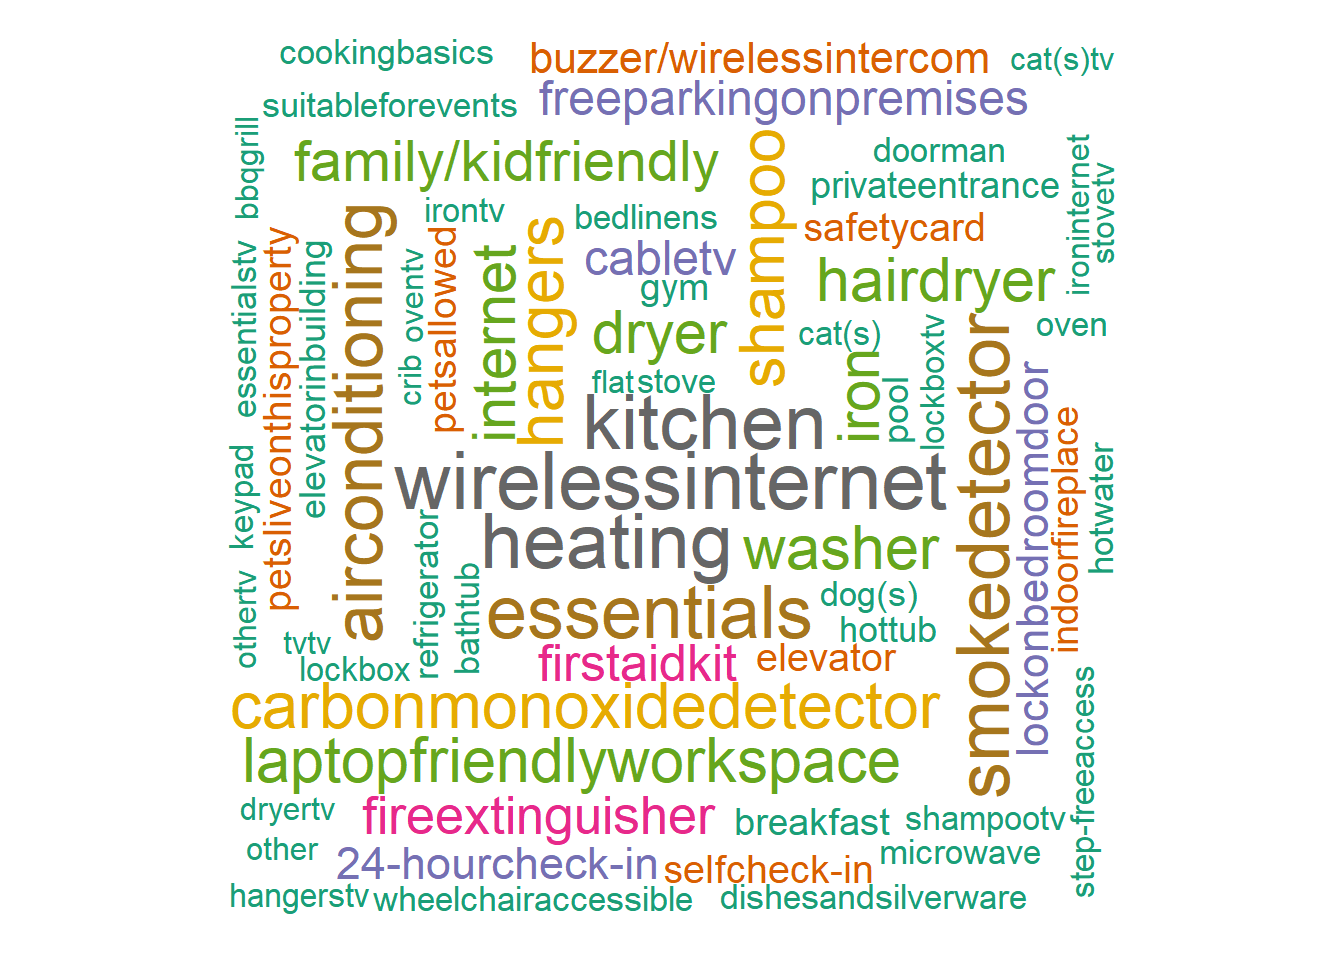 cookingbasics
buzzer/wirelessintercom
cat(s)tv
suitableforevents
freeparkingonpremises
bbqgrill
family/kidfriendly
shampoo
doorman
privateentrance
ironinternet
stovetv
irontv
bedlinens
safetycard
airconditioning
petsallowed
internet
hangers
cabletv
gym
hairdryer
essentialstv
petsliveonthisproperty
elevatorinbuilding
oventv
crib
dryer
cat(s)
oven
flat
stove
iron
pool
lockboxtv
smokedetector
lockonbedroomdoor
kitchen
indoorfireplace
hotwater
keypad
wirelessinternet
heating
washer
refrigerator
bathtub
othertv
essentials
dog(s)
hottub
tvtv
lockbox
firstaidkit
elevator
carbonmonoxidedetector
step-freeaccess
laptopfriendlyworkspace
dryertv
fireextinguisher
breakfast
shampootv
other
24-hourcheck-in
selfcheck-in
microwave
hangerstv
wheelchairaccessible
dishesandsilverware